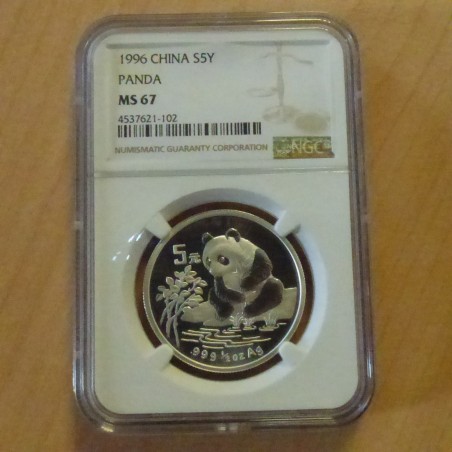 1996 CHINA S5Y
PANDA
MS 67
4537621-102
NUMISMATIC GUARANTY CORPORATION
NGC
5元
.999 ½ oz Ag